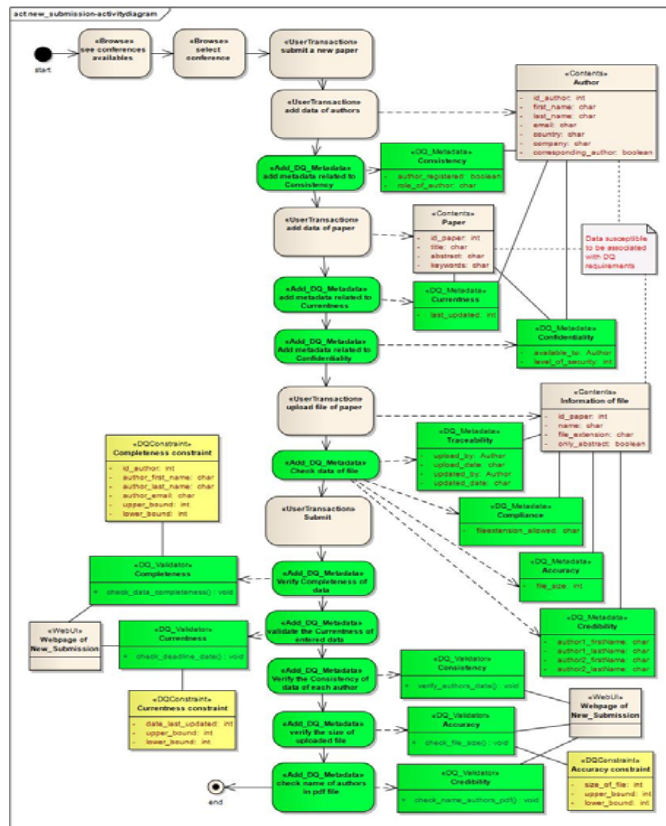 act new_submission-activitydiagram
start
«Browse»
see conferences
availables
«Browse»
select
conference
«UserTransaction»
submit a new paper
«UserTransaction»
add data of authors
«Contents»
Author
- id_author: int
- first_name: char
- last_name: char
- email: char
- country: char
- company: char
- corresponding_author: boolean
«Add_DQ_Metadata»
add metadata related to
Consistency
«DQ_Metadata»
Consistency
- author_registered: boolean
- role_of_author: char
«UserTransaction»
add data of paper
«Contents»
Paper
- id_paper: int
- title: char
- abstract: char
- keywords: char
Data susceptible
to be associated
with DQ
requirements
«Add_DQ_Metadata»
add metadata related to
Currentness
«DQ_Metadata»
Currentness
- last_updated: int
«Add_DQ_Metadata»
Add metadata related to
Confidentiality
«DQ_Metadata»
Confidentiality
- available_to: Author
- level_of_security: int
«UserTransaction»
upload file of paper
«Contents»
Information of file
- id_paper: int
- name: char
- file_extension: char
- only_abstract: boolean
«Add_DQ_Metadata»
Check data of file
«DQ_Metadata»
Traceability
- upload_by: Author
- upload_date: char
- updated_by: Author
- updated_date: char
«DQConstraint»
Completeness constraint
- id_author: int
- author_first_name: char
- author_last_name: char
- author_email: char
- upper_bound: int
- lower_bound: int
«UserTransaction»
Submit
«DQ_Metadata»
Compliance
- fileextension_allowed: char
«DQ_Metadata»
Accuracy
- file_size: int
«DQ_Metadata»
Credibility
- author1_firstName: char
- author1_lastName: char
- author2_firstName: char
- author2_lastName: char
«DQ_Validator»
Completeness
+ check_data_completeness() : void
«Add_DQ_Metadata»
Verify Completeness of
data
«WebUI»
Webpage of
New_Submission
«DQ_Validator»
Currentness
+ check_deadline_date() : void
«Add_DQ_Metadata»
validate the Currentness of
entered data
«DQConstraint»
Currentness constraint
- date_last_updated: int
- upper_bound: int
- lower_bound: int
«Add_DQ_Metadata»
Verify the Consistency of
data of each author
«DQ_Validator»
Consistency
+ verify_authors_data() : void
«WebUI»
Webpage of
New_Submission
«Add_DQ_Metadata»
verify the size of
uploaded file
«DQ_Validator»
Accuracy
+ check_file_size() : void
«DQConstraint»
Accuracy constraint
- size_of_file: int
- upper_bound: int
- lower_bound: int
«Add_DQ_Metadata»
check name of authors
in pdf file
«DQ_Validator»
Credibility
+ check_name_authors_pdf() : void
end